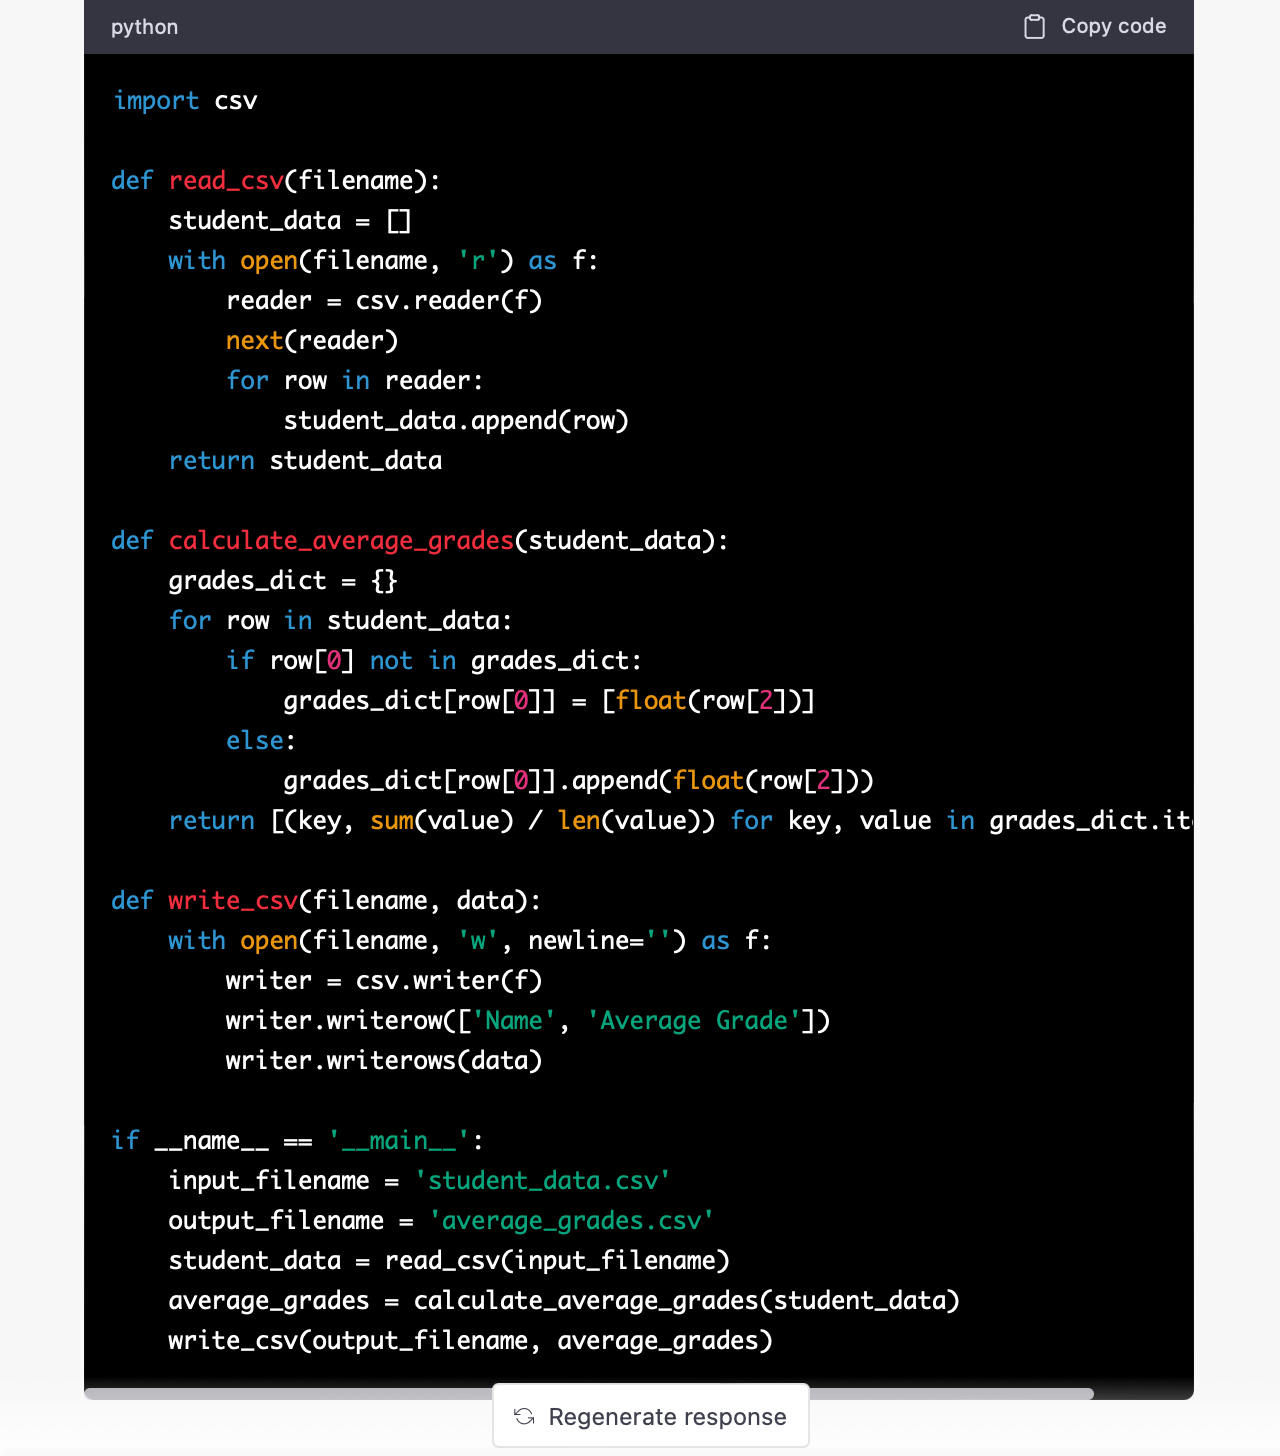 python
Copy code
import csv
def read_csv(filename):
    student_data = []
    with open(filename, 'r') as f:
        reader = csv.reader(f)
        next(reader)
        for row in reader:
            student_data.append(row)
    return student_data
def calculate_average_grades(student_data):
    grades_dict = {}
    for row in student_data:
        if row[0] not in grades_dict:
            grades_dict[row[0]] = [float(row[2])]
        else:
            grades_dict[row[0]].append(float(row[2]))
    return [(key, sum(value) / len(value)) for key, value in grades_dict.it
def write_csv(filename, data):
    with open(filename, 'w', newline='') as f:
        writer = csv.writer(f)
        writer.writerow(['Name', 'Average Grade'])
        writer.writerows(data)
if __name__ == '__main__':
    input_filename = 'student_data.csv'
    output_filename = 'average_grades.csv'
    student_data = read_csv(input_filename)
    average_grades = calculate_average_grades(student_data)
    write_csv(output_filename, average_grades)
Regenerate response